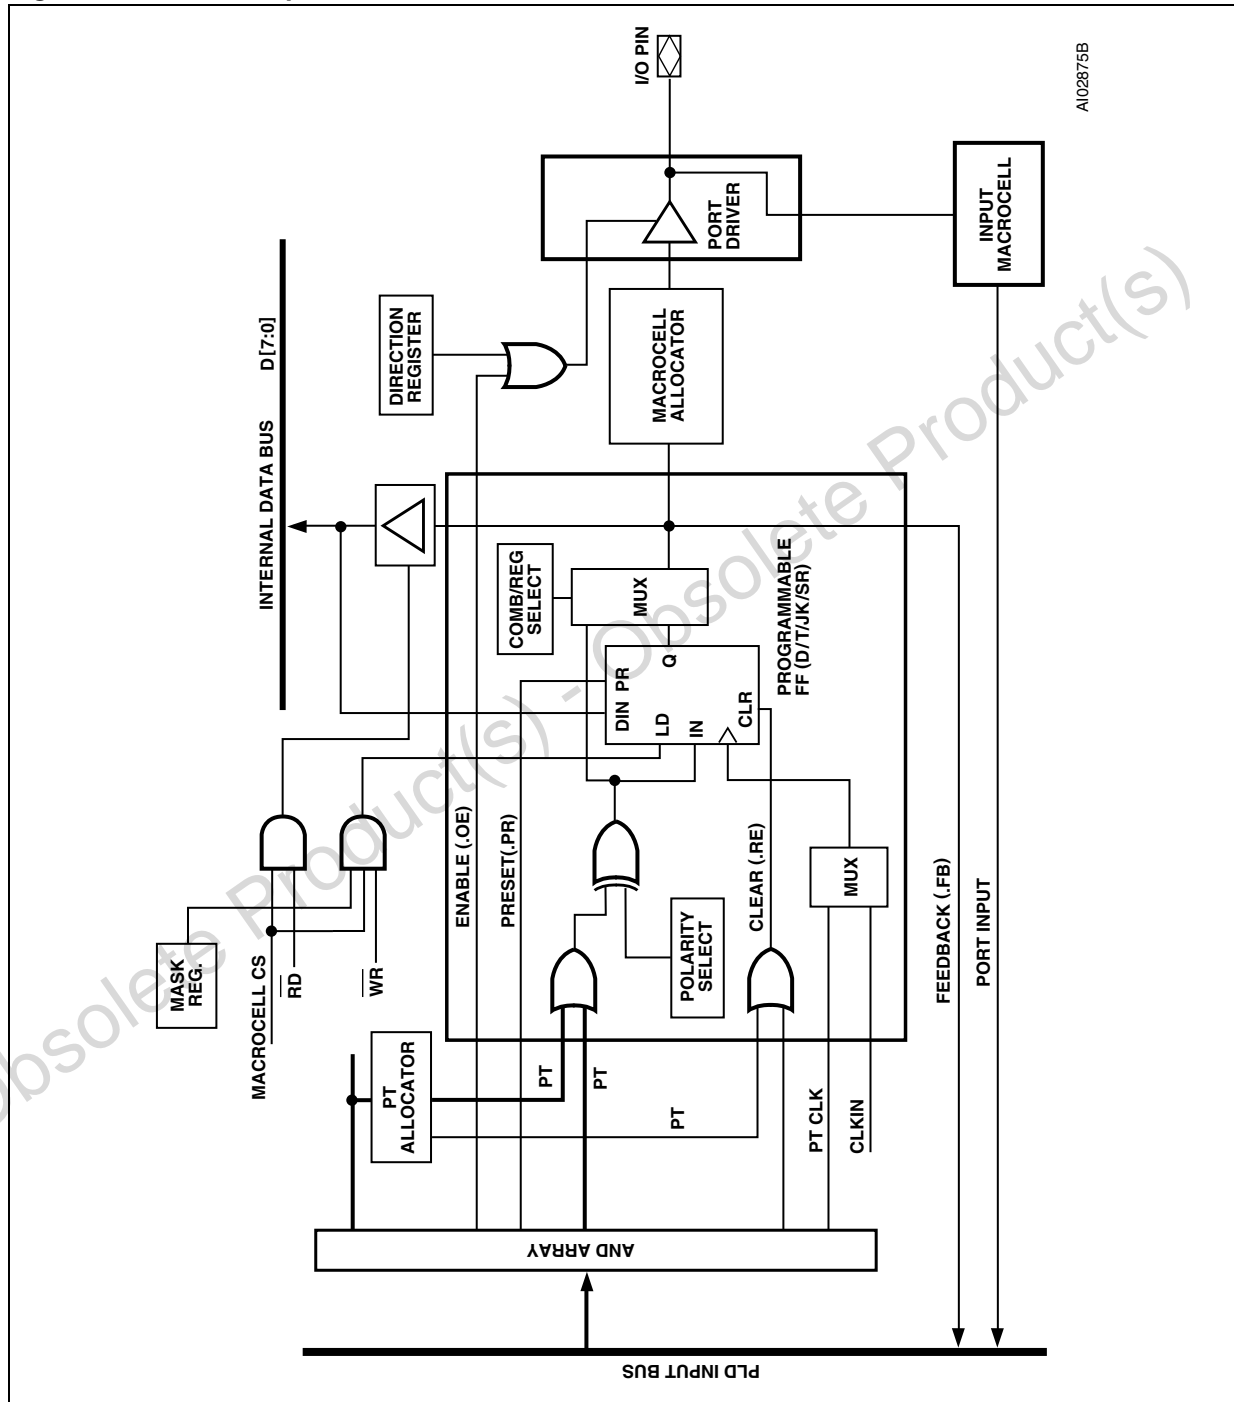 MASK
REG.
MACROCELL CS
RD
WR
INTERNAL DATA BUS D[7:0]
DIRECTION
REGISTER
PT
ALLOCATOR
ENABLE (.OE)
PRESET(.PR)
COMB/REG
SELECT
PT
PT
PT
MUX
DIN PR
LD
Q
IN
CLR
POLARITY
SELECT
CLEAR (.RE)
PROGRAMMABLE
FF (D/T/JK/SR)
MUX
PT CLK
CLKIN
MACROCELL
ALLOCATOR
PORT
DRIVER
I/O PIN
INPUT
MACROCELL
FEEDBACK (.FB)
PORT INPUT
AND ARRAY
PLD INPUT BUS
AI02875B
Obsolete Product(s) - Obsolete Product(s)